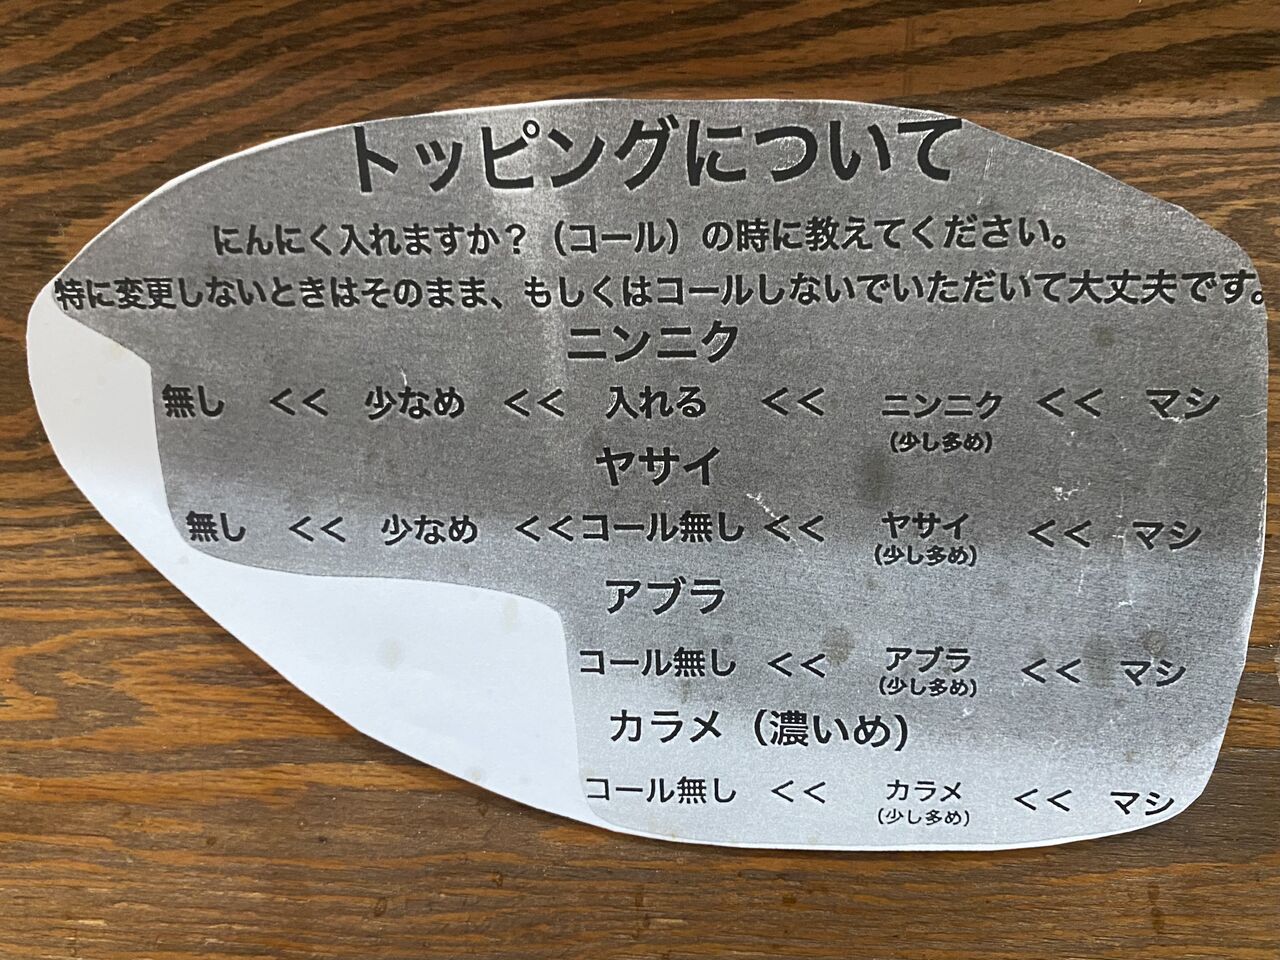 トッピングについて
にんにく入れますか？（コール）の時に教えてください。
特に変更しないときはそのまま、もしくはコールしないでいただいて大丈夫です。
ニンニク
無し << 少なめ << 入れる << ニンニク << マシ
(少し多め)
ヤサイ
無し << 少なめ << コール無し << ヤサイ << マシ
(少し多め)
アブラ
コール無し << アブラ << マシ
(少し多め)
カラメ（濃いめ)
コール無し << カラメ << マシ
(少し多め)